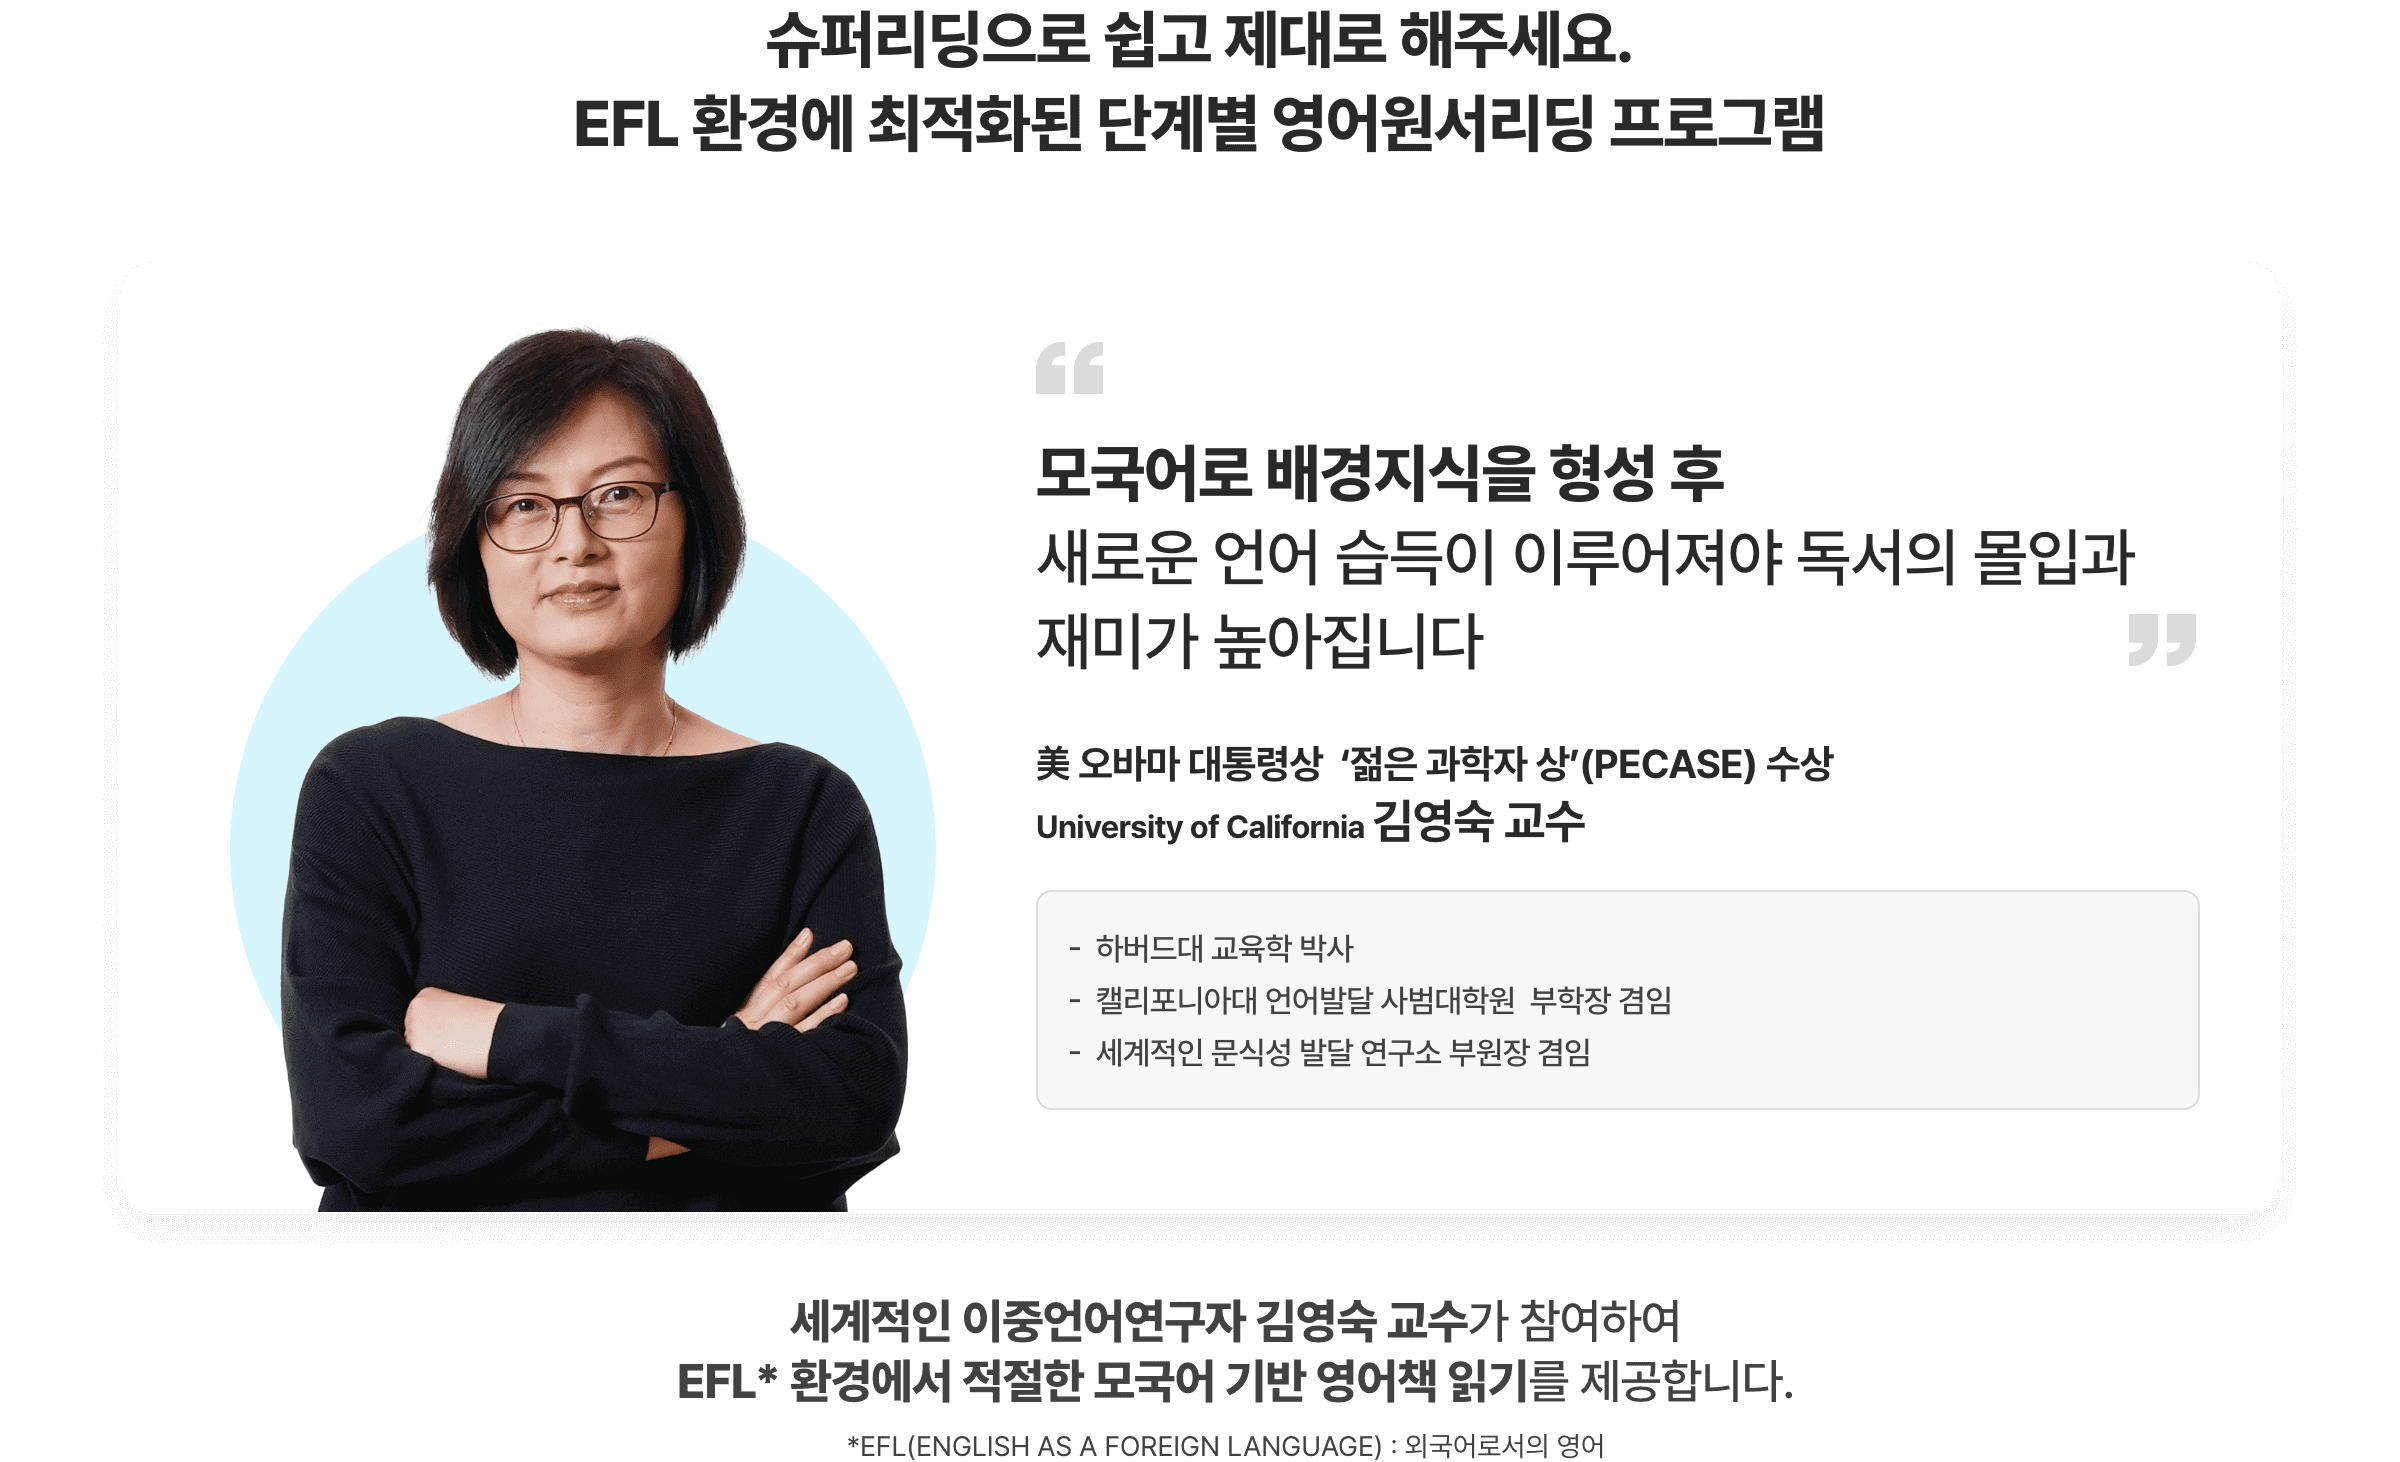 슈퍼리딩으로 쉽고 제대로 해주세요.
EFL 환경에 최적화된 단계별 영어원서리딩 프로그램
“
모국어로 배경지식을 형성 후
새로운 언어 습득이 이루어져야 독서의 몰입과
재미가 높아집니다
”
美 오바마 대통령상 ‘젊은 과학자 상’(PECASE) 수상
University of California 김영숙 교수
- 하버드대 교육학 박사
- 캘리포니아대 언어발달 사범대학원 부학장 겸임
- 세계적인 문식성 발달 연구소 부원장 겸임
세계적인 이중언어연구자 김영숙 교수가 참여하여
EFL* 환경에서 적절한 모국어 기반 영어책 읽기를 제공합니다.
*EFL(ENGLISH AS A FOREIGN LANGUAGE) : 외국어로서의 영어